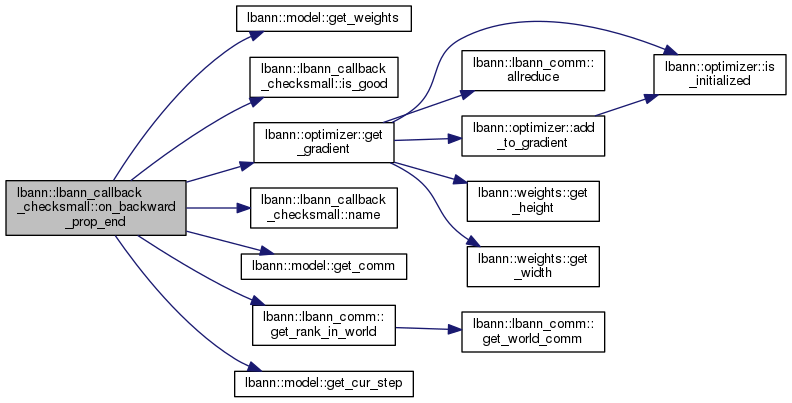 lbann::lbann_callback
_checksmall::on_backward
_prop_end
lbann::model::get_weights
lbann::lbann_callback
_checksmall::is_good
lbann::optimizer::get
_gradient
lbann::lbann_callback
_checksmall::name
lbann::model::get_comm
lbann::lbann_comm::
get_rank_in_world
lbann::model::get_cur_step
lbann::lbann_comm::
allreduce
lbann::optimizer::add
_to_gradient
lbann::weights::get
_height
lbann::weights::get
_width
lbann::lbann_comm::
get_world_comm
lbann::optimizer::is
_initialized